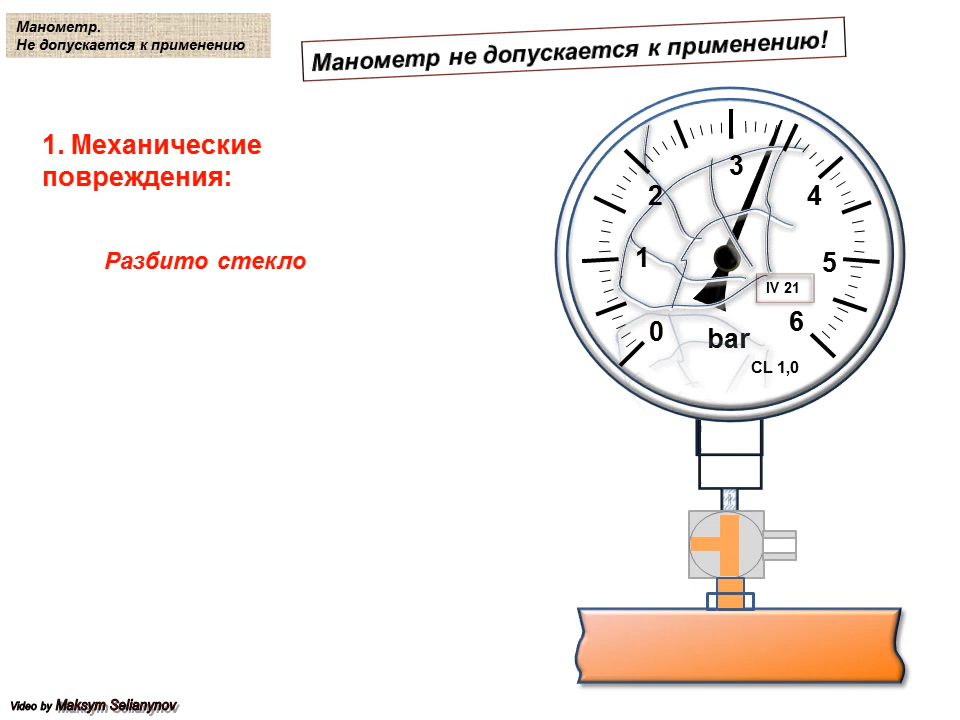 Манометр.
Не допускается к применению
Манометр не допускается к применению!
1. Механические
повреждения:
Разбито стекло
3
2
4
1
5
IV 21
6
0
bar
CL 1,0
Video by Maksym Selianynov